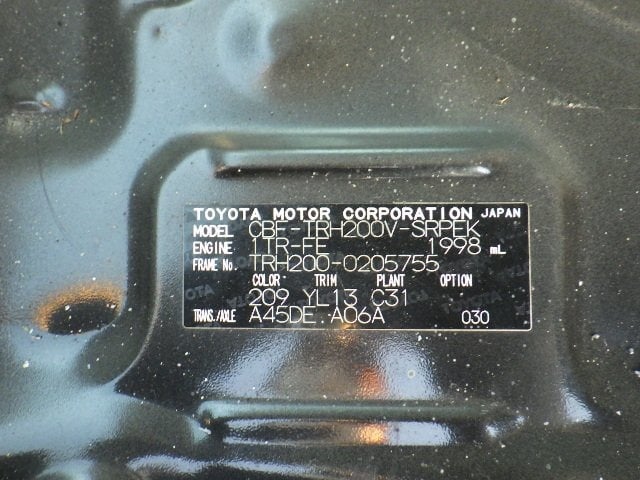 TOYOTA MOTOR CORPORATION JAPAN
MODEL CBF-TRH200V-SRPEK
ENGINE 1TR-FE 1998 mL
FRAME No. TRH200-0205755
COLOR TRIM PLANT OPTION
209 YL13 C31
TRANS./AXLE A45DE A06A 030